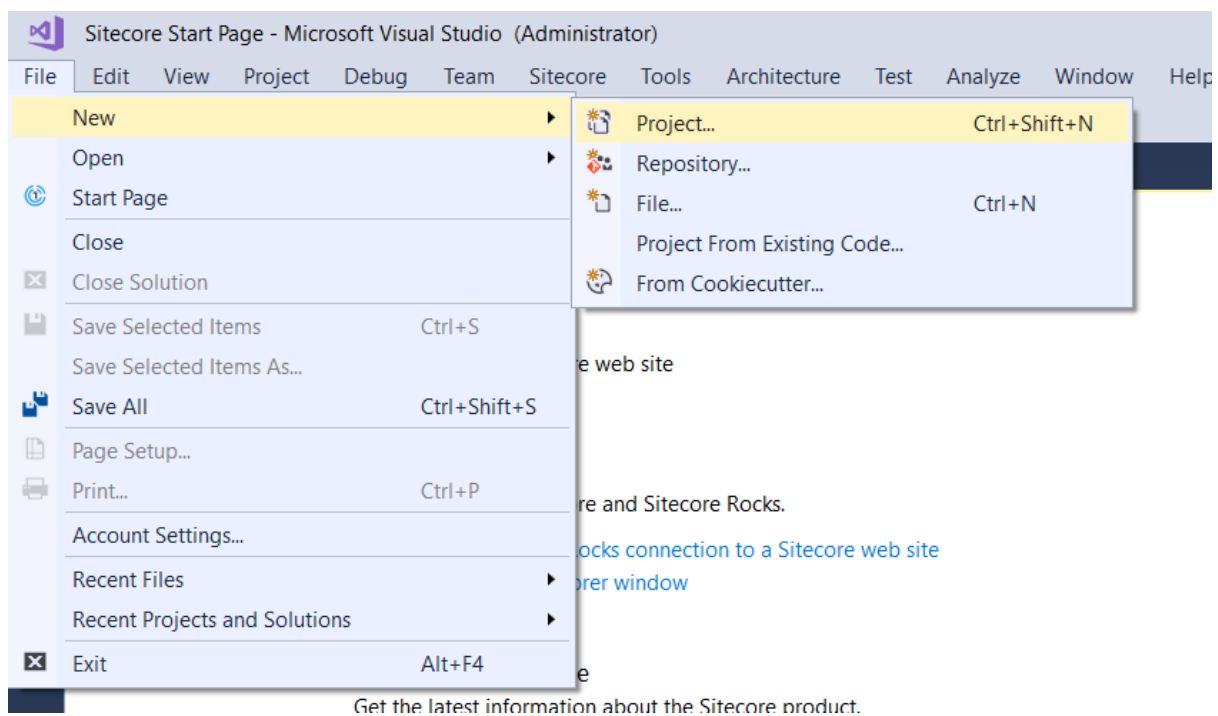 Sitecore Start Page - Microsoft Visual Studio (Administrator)
File Edit View Project Debug Team Sitecore Tools Architecture Test Analyze Window Help
New
Project... Ctrl+Shift+N
Open
Repository...
Start Page
File... Ctrl+N
Close
Project From Existing Code...
Close Solution
From Cookiecutter...
Save Selected Items Ctrl+S
Save Selected Items As...
web site
Save All Ctrl+Shift+S
Page Setup...
Print... Ctrl+P
and Sitecore Rocks.
Account Settings...
connection to a Sitecore web site
Recent Files
window
Recent Projects and Solutions
Exit Alt+F4
Get the latest information about the Sitecore product.